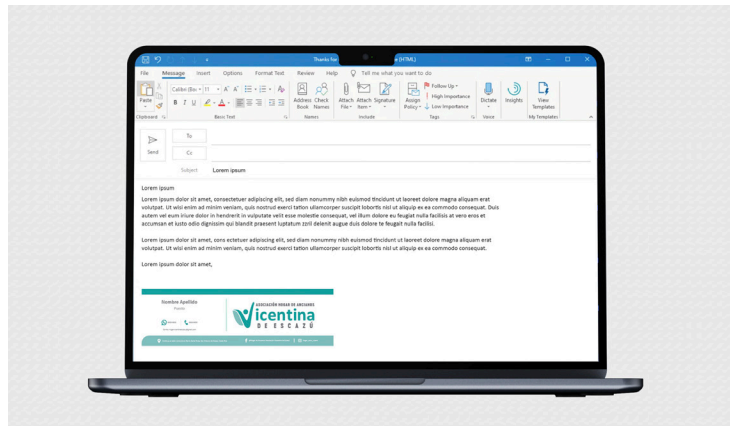 Thanks for
e (HTML)
File Message Insert Options Format Text Review Help Tell me what you want to do
Paste
Calibri (Bo 11 A A
B I U A
Address Book
Check Names
Attach File
Attach Item
Signature
Assign Policy
Follow Up
High Importance
Low Importance
Dictate
Insights
View Templates
Clipboard Basic Text Names Include Tags Voice My Templates
Send
To
Cc
Subject Lorem ipsum
Lorem ipsum
Lorem ipsum dolor sit amet, consectetuer adipiscing elit, sed diam nonummy nibh euismod tincidunt ut laoreet dolore magna aliquam erat
volutpat. Ut wisi enim ad minim veniam, quis nostrud exerci tation ullamcorper suscipit lobortis nisl ut aliquip ex ea commodo consequat. Duis
autem vel eum iriure dolor in hendrerit in vulputate velit esse molestie consequat, vel illum dolore eu feugiat nulla facilisis at vero eros et
accumsan et iusto odio dignissim qui blandit praesent luptatum zzril delenit augue duis dolore te feugait nulla facilisi.
Lorem ipsum dolor sit amet, cons ectetuer adipiscing elit, sed diam nonummy nibh euismod tincidunt ut laoreet dolore magna aliquam erat
volutpat. Ut wisi enim ad minim veniam, quis nostrud exerci tation ullamcorper suscipit lobortis nisl ut aliquip ex ea commodo consequat.
Lorem ipsum dolor sit amet,
Nombre Apellido
Puesto
ASOCIACIÓN HOGAR DE ANCIANOS
Vicentina
DE ESCAZÚ